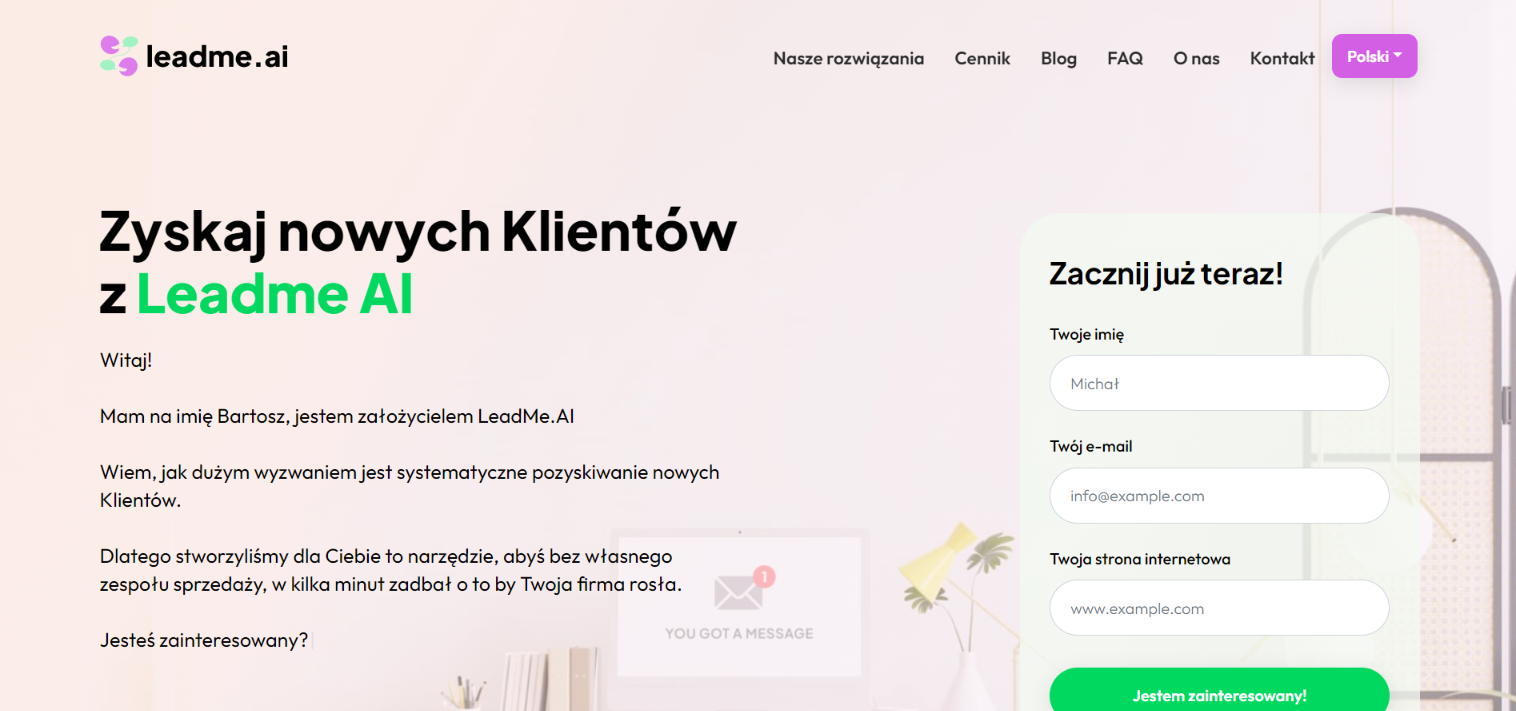 leadme.ai
Nasze rozwiązania Cennik Blog FAQ O nas Kontakt Polski
Zyskaj nowych Klientów
z Leadme AI
Witaj!
Mam na imię Bartosz, jestem założycielem LeadMe.AI
Wiem, jak dużym wyzwaniem jest systematyczne pozyskiwanie nowych
Klientów.
Dlatego stworzyliśmy dla Ciebie to narzędzie, abyś bez własnego
zespołu sprzedaży, w kilka minut zadbał o to by Twoja firma rosła.
Jesteś zainteresowany?
1
YOU GOT A MESSAGE
Zacznij już teraz!
Twoje imię
Michał
Twój e-mail
info@example.com
Twoja strona internetowa
www.example.com
Jestem zainteresowany!